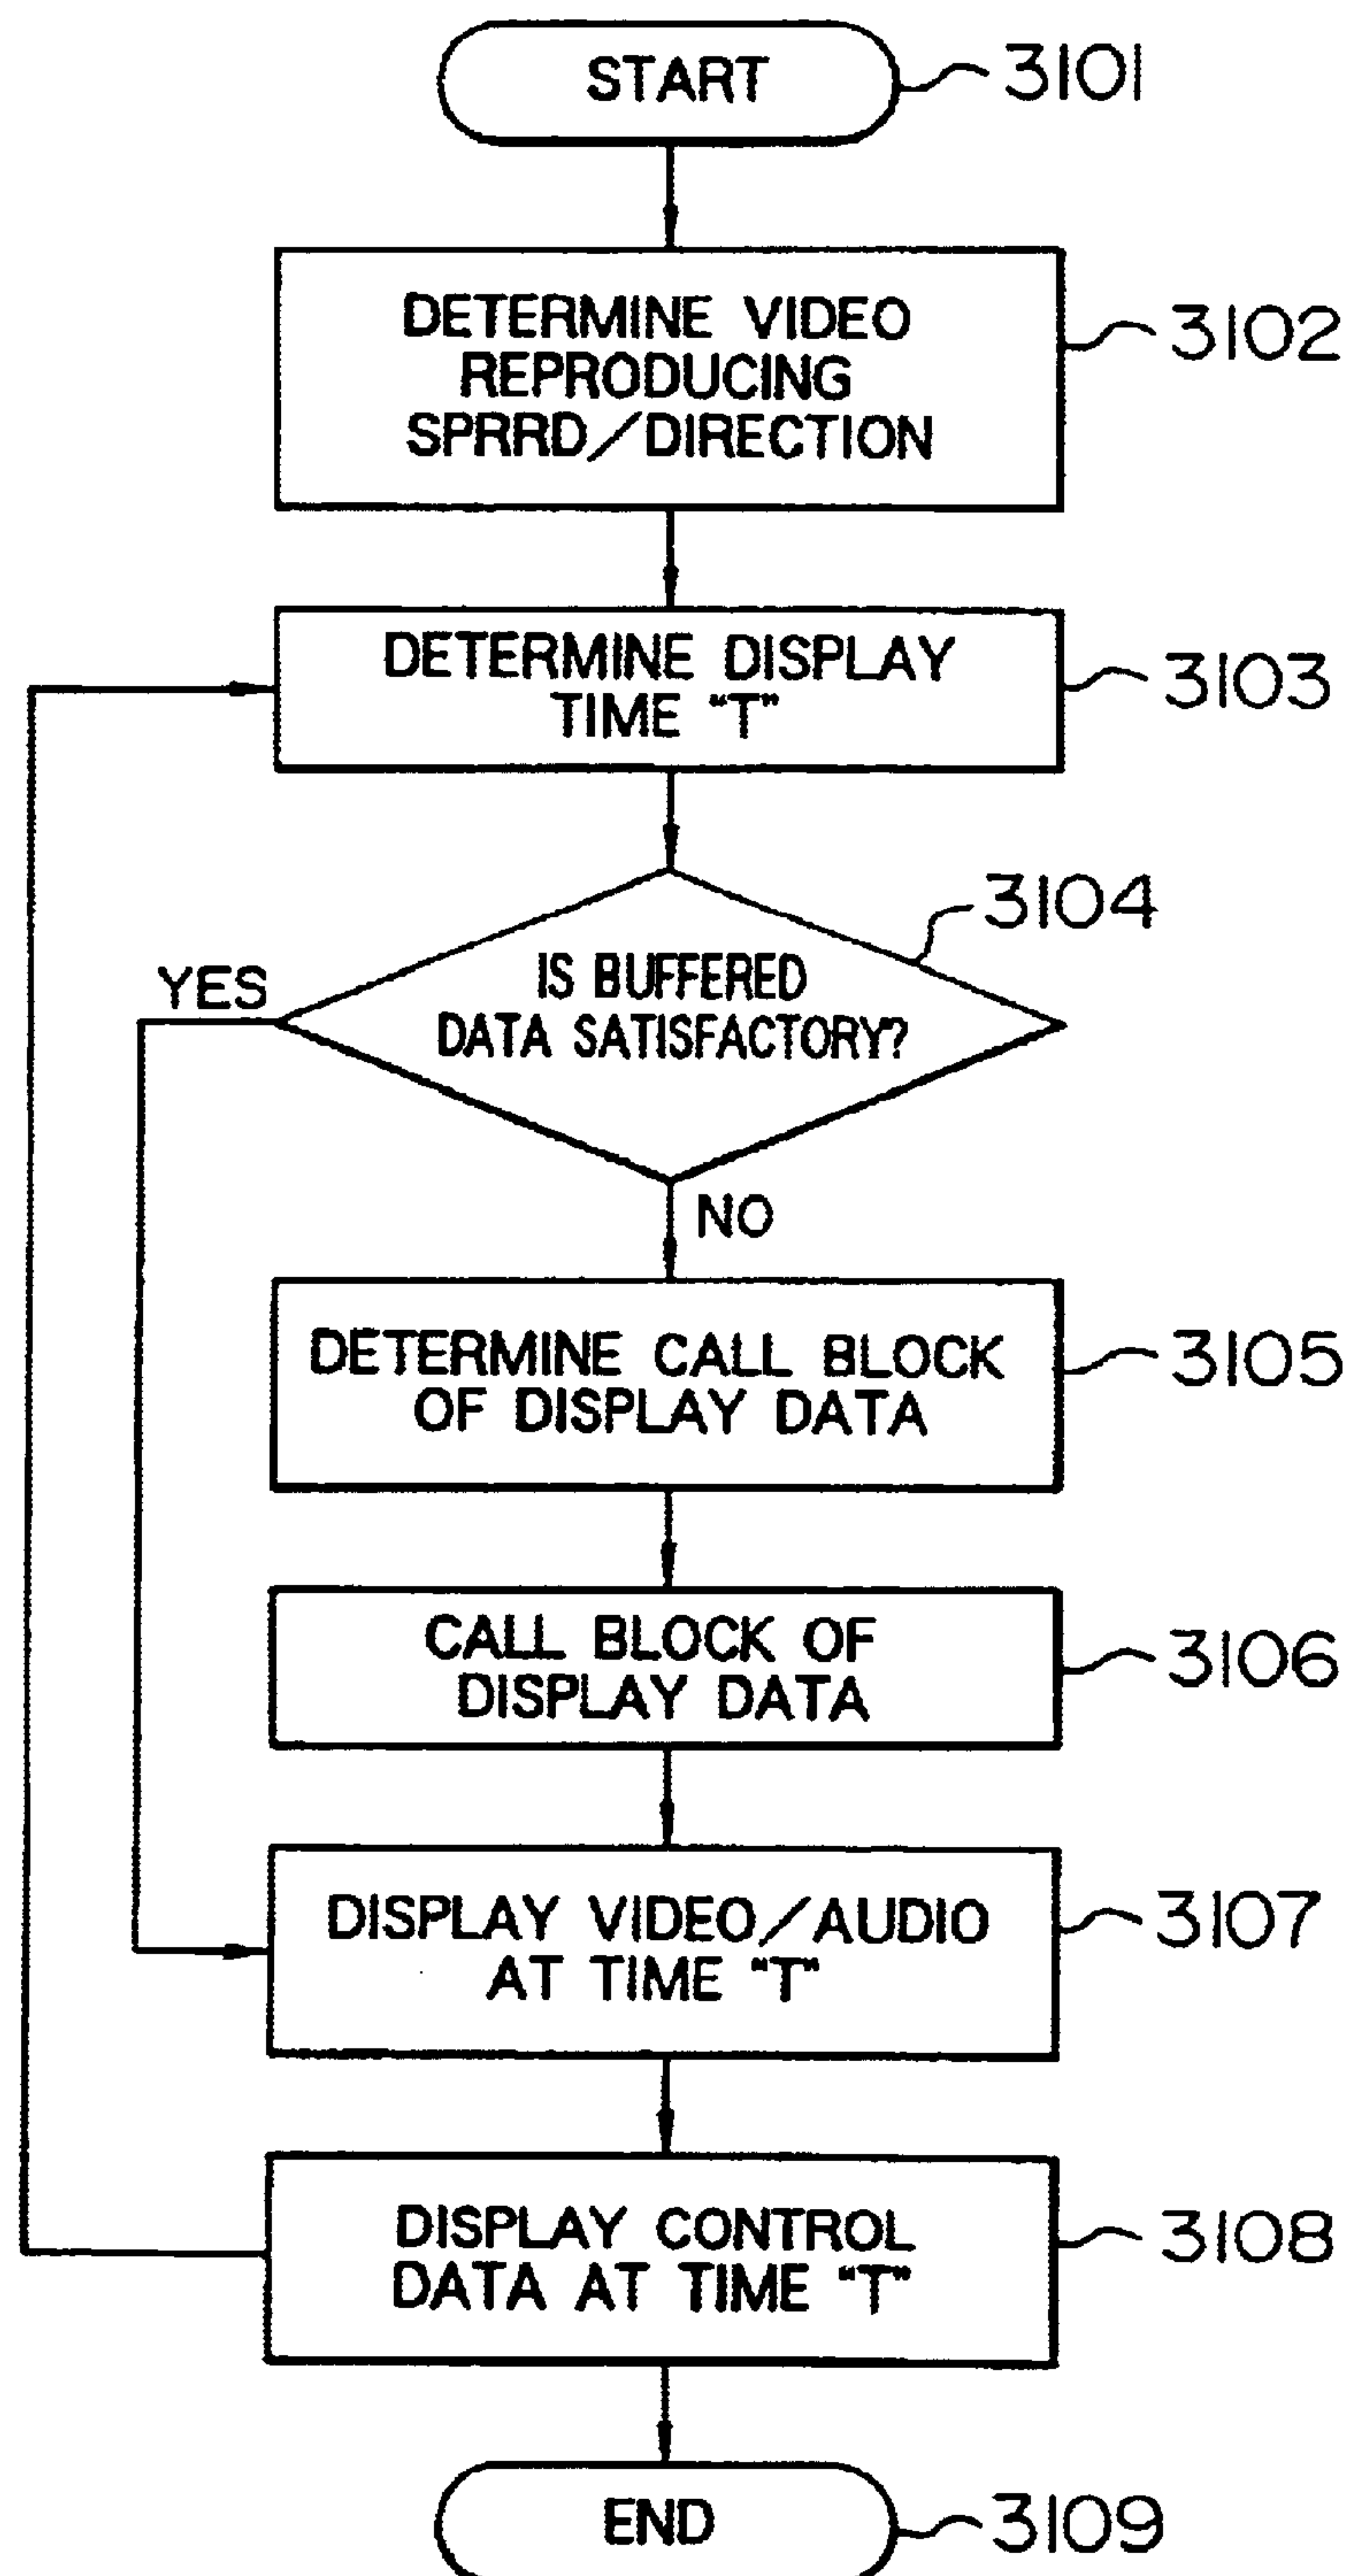 START
3101
DETERMINE VIDEO
REPRODUCING
SPRRD/DIRECTION
3102
DETERMINE DISPLAY
TIME "T"
3103
3104
IS BUFFERED
DATA SATISFACTORY?
YES
NO
DETERMINE CALL BLOCK
OF DISPLAY DATA
3105
CALL BLOCK OF
DISPLAY DATA
3106
DISPLAY VIDEO/AUDIO
AT TIME "T"
3107
DISPLAY CONTROL
DATA AT TIME "T"
3108
END
3109